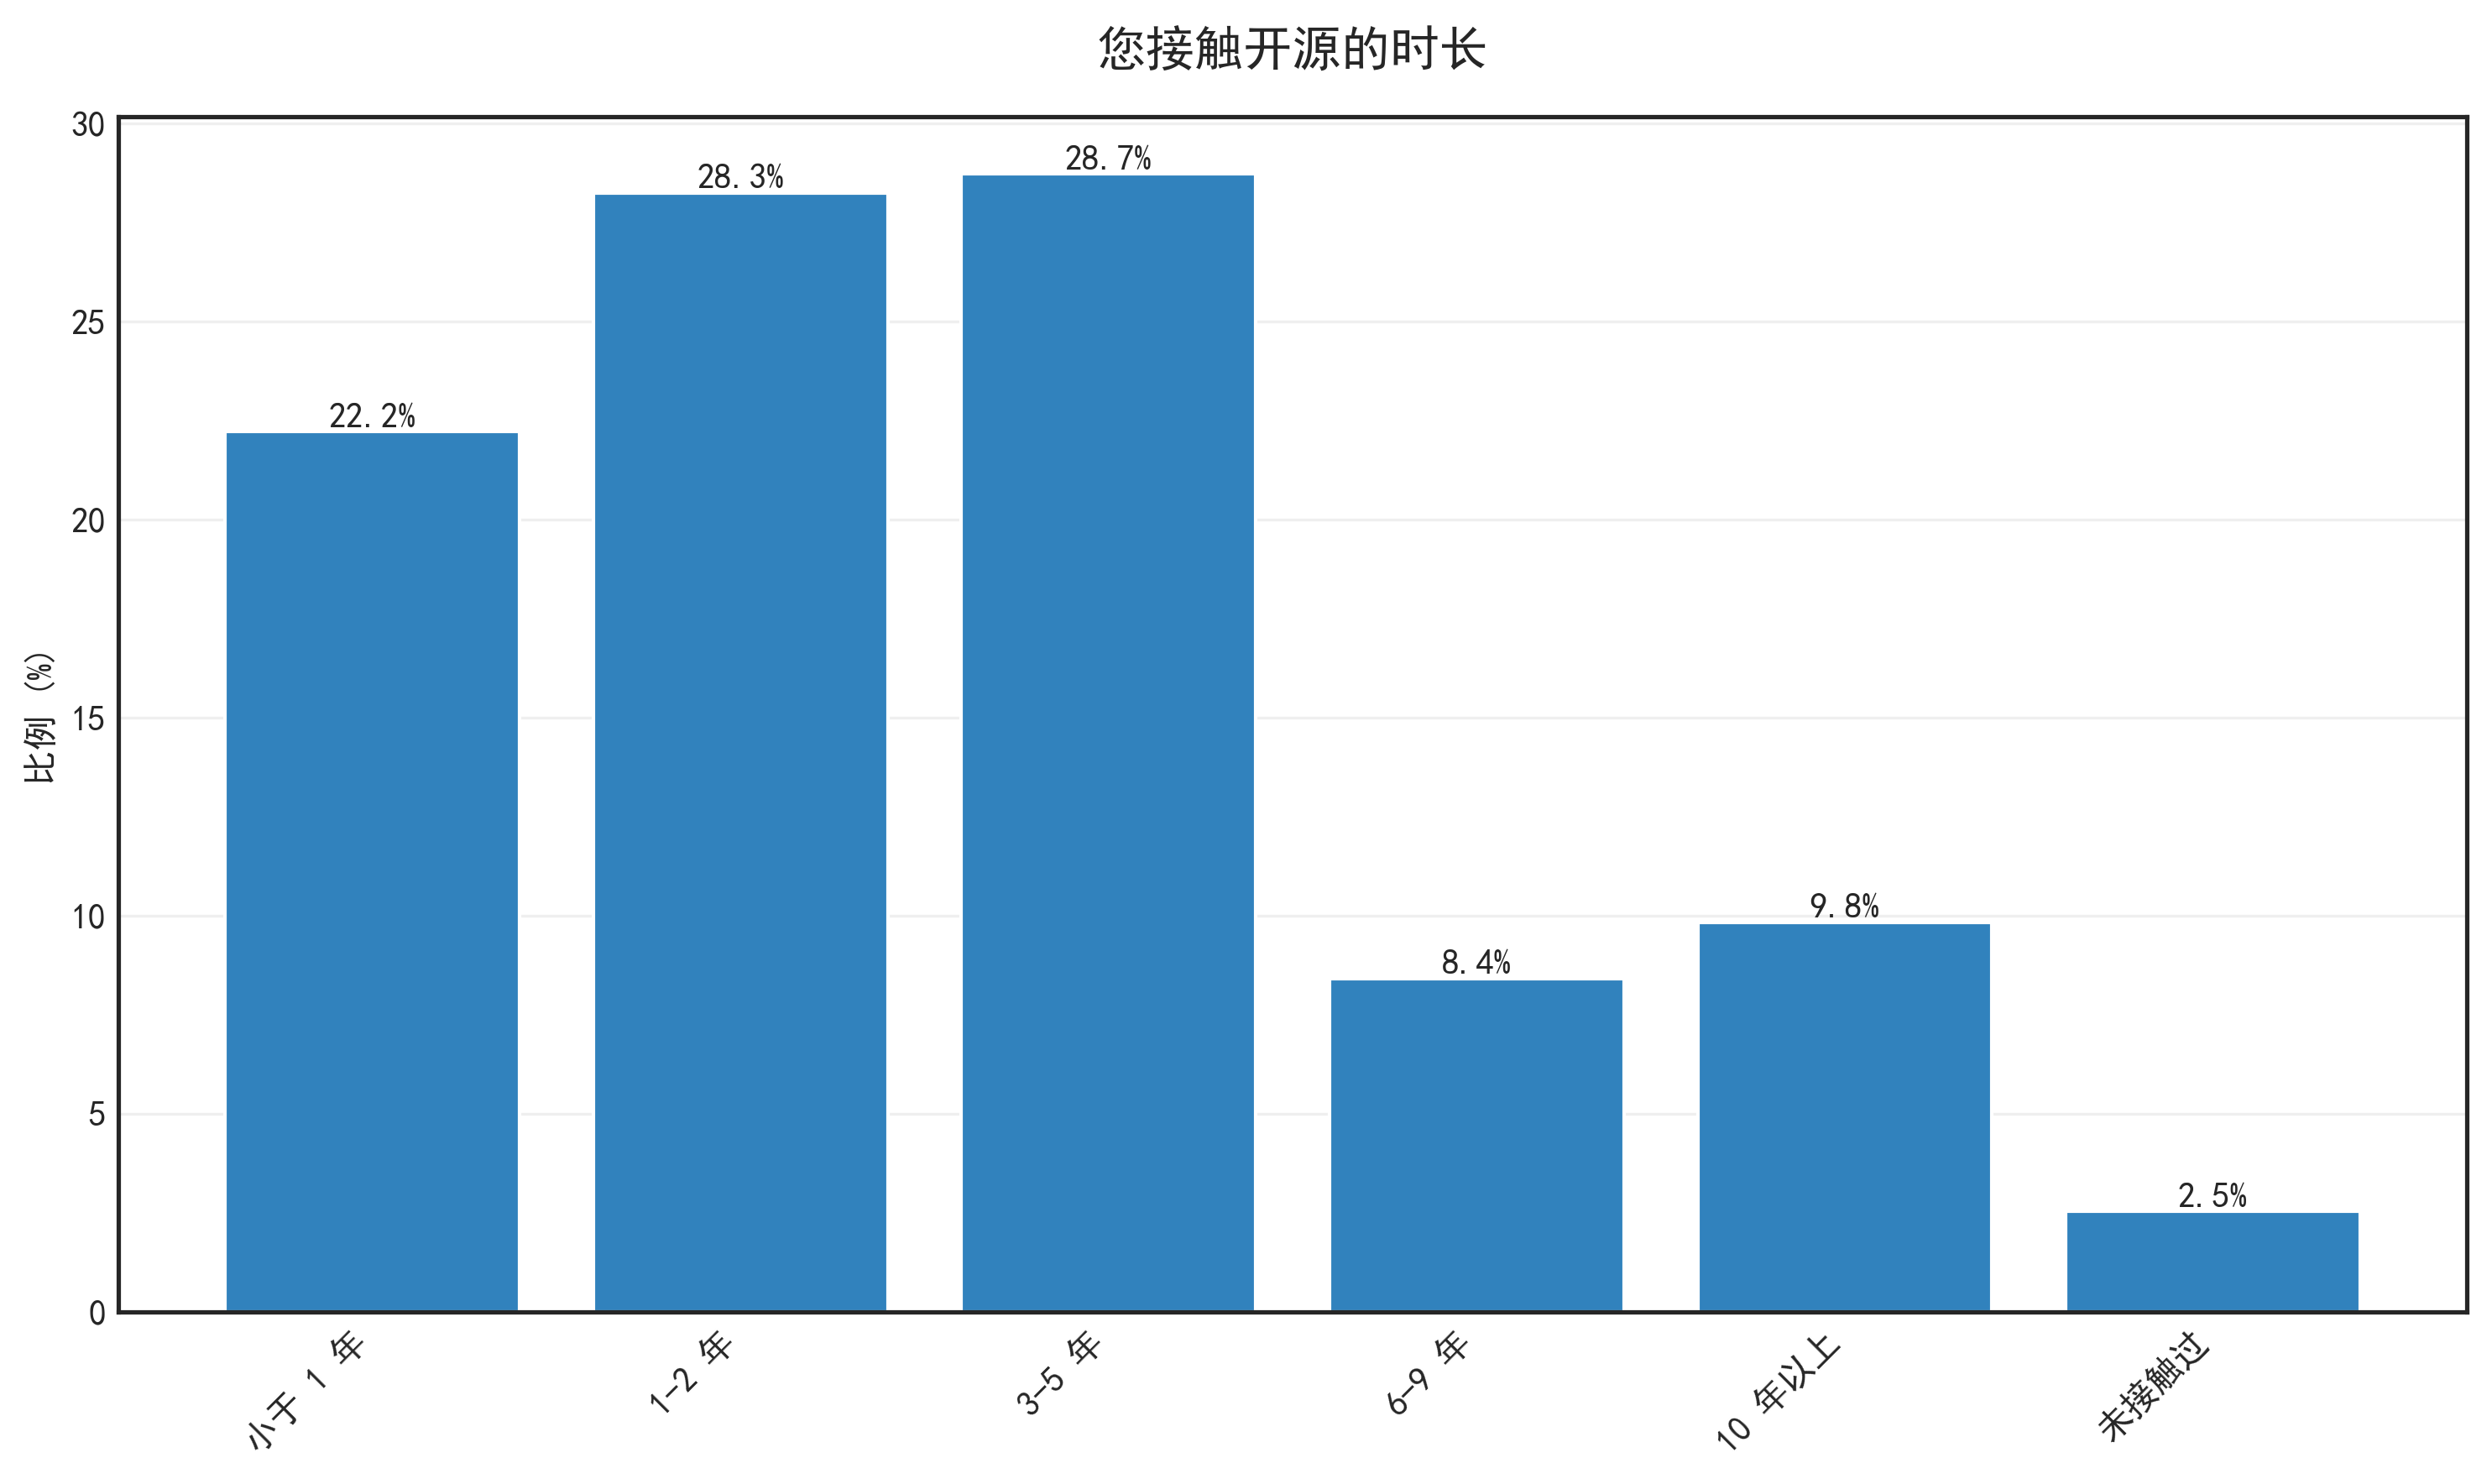 您接触开源的时长
比例 (%)
30
25
20
15
10
5
0
22.2%
28.3%
28.7%
8.4%
9.8%
2.5%
小于 1 年
1-2 年
3-5 年
6-9 年
10 年以上
未接触过